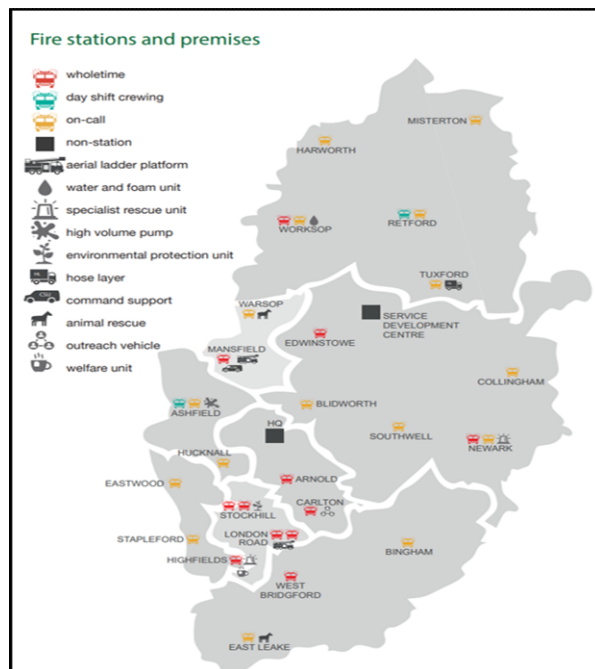 Fire stations and premises
wholetime
day shift crewing
on-call
non-station
aerial ladder platform
water and foam unit
specialist rescue unit
high volume pump
environmental protection unit
hose layer
command support
animal rescue
outreach vehicle
welfare unit
MISTERTON
HARWORTH
WORKSOP
RETFORD
TUXFORD
WARSOP
SERVICE
DEVELOPMENT
CENTRE
EDWINSTOWE
MANSFIELD
COLLINGHAM
ASHFIELD
BLIDWORTH
HQ
SOUTHWELL
NEWARK
HUCKNALL
EASTWOOD
ARNOLD
CARLTON
STOCKHILL
STAPLEFORD
LONDON
ROAD
BINGHAM
HIGHFIELDS
WEST
BRIDGFORD
EAST LEAKE